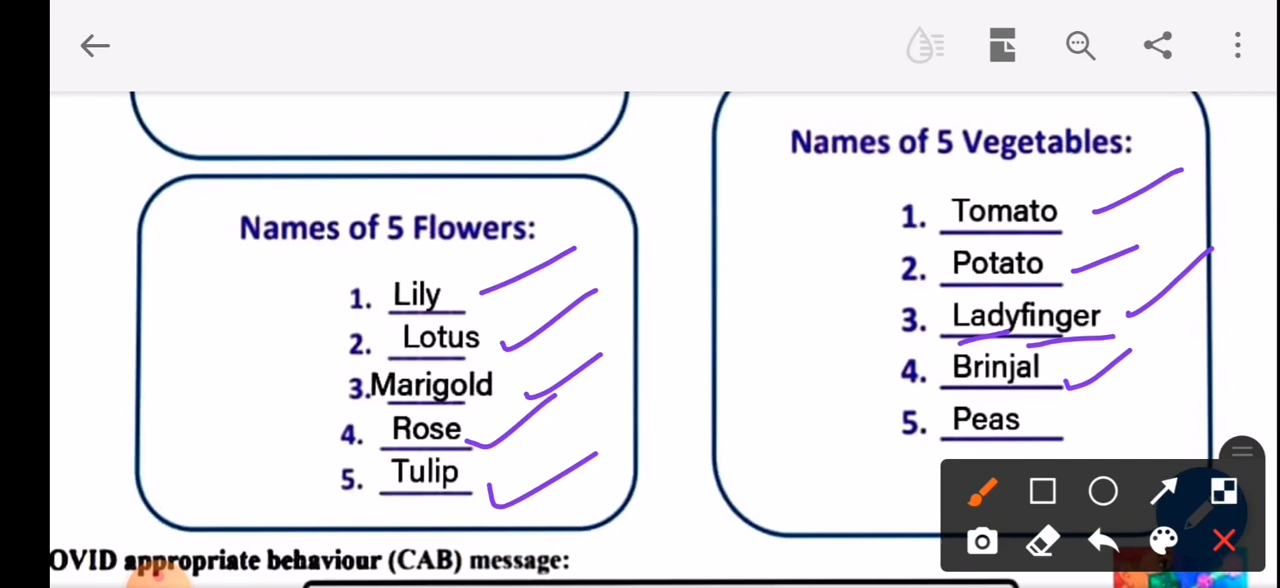 Names of 5 Flowers:
1. Lily
2. Lotus
3. Marigold
4. Rose
5. Tulip
Names of 5 Vegetables:
1. Tomato
2. Potato
3. Ladyfinger
4. Brinjal
5. Peas
OVID appropriate behaviour (CAB) message: